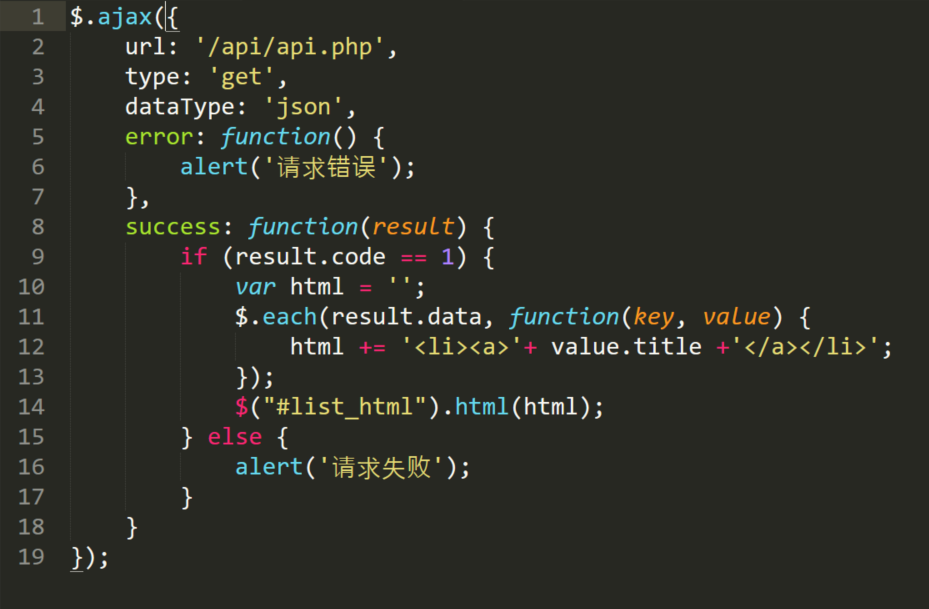 1 $.ajax({
2     url: '/api/api.php',
3     type: 'get',
4     dataType: 'json',
5     error: function() {
6         alert('请求错误');
7     },
8     success: function(result) {
9         if (result.code == 1) {
10             var html = '';
11             $.each(result.data, function(key, value) {
12                 html += '<li><a>'+ value.title +'</a></li>';
13             });
14             $("#list_html").html(html);
15         } else {
16             alert('请求失败');
17         }
18     }
19 });